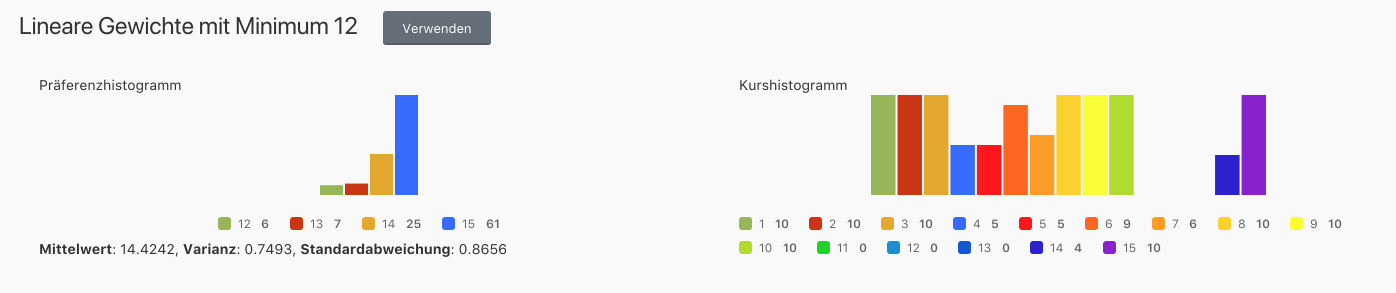 Lineare Gewichte mit Minimum 12 Verwenden
Präferenzhistogramm
12 6 13 7 14 25 15 61
Mittelwert: 14.4242, Varianz: 0.7493, Standardabweichung: 0.8656
Kurshistogramm
1 10 2 10 3 10 4 5 5 5 6 9 7 6 8 10 9 10
10 10 11 0 12 0 13 0 14 4 15 10